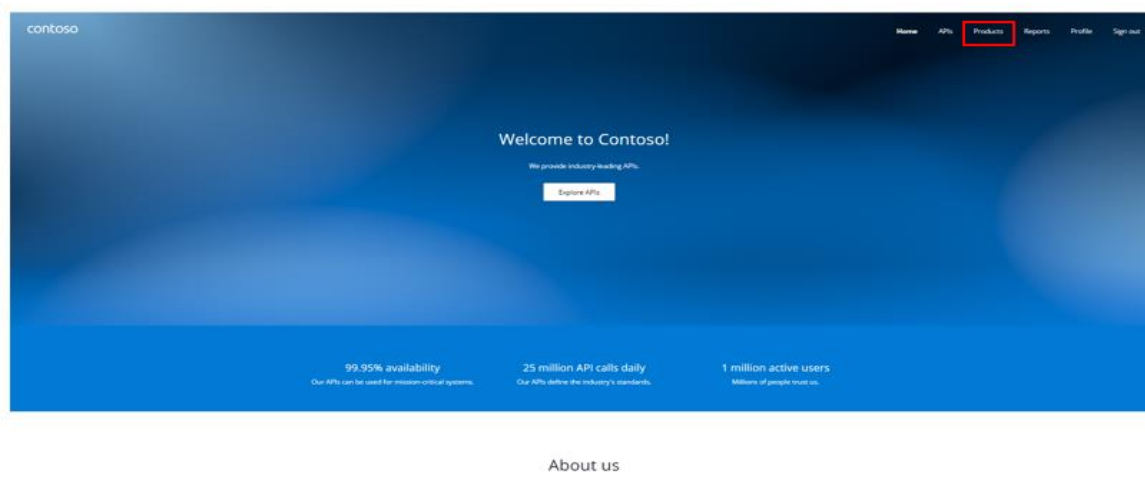 contoso
Home APIs Products Reports Profile Sign out
Welcome to Contoso!
We provide industry-leading APIs.
Explore APIs
99.95% availability 25 million API calls daily 1 million active users
Our APIs can be used for mission-critical systems. Our APIs define the industry's standards. Millions of people trust us.
About us